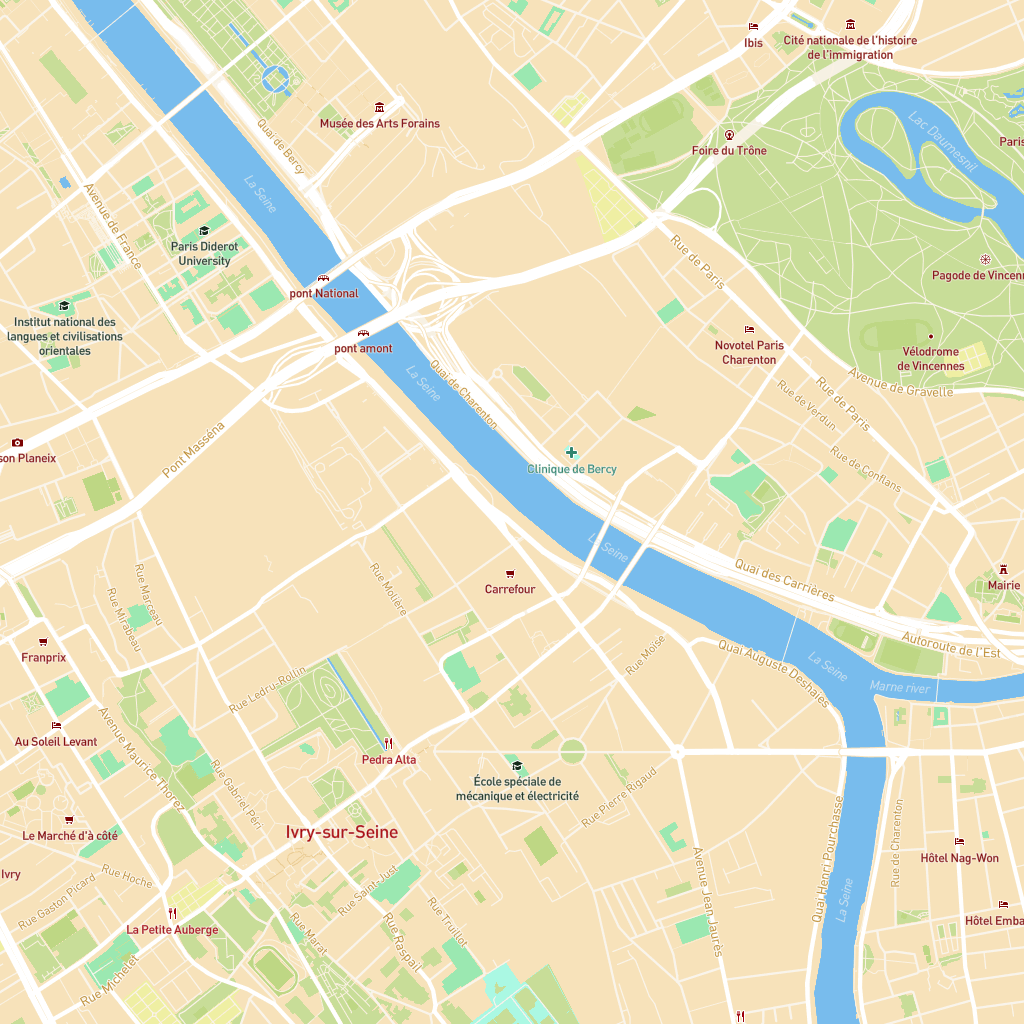 Ibis
Cité nationale de l'histoire
de l'immigration
Musée des Arts Forains
Quai de Bercy
Foire du Trône
Lac Daumesnil
Paris
La Seine
Avenue de France
Paris Diderot
University
Rue de Paris
Pagode de Vincenn
pont National
Institut national des
langues et civilisations
orientales
pont amont
Novotel Paris
Charenton
Vélodrome
de Vincennes
La Seine
Quai de Charenton
Avenue de Gravelle
Rue de Paris
Rue de Verdun
son Planeix
Pont Masséna
Clinique de Bercy
Rue de Conflans
La Seine
Quai des Carrières
Carrefour
Mairie
Rue Marceau
Rue Mirabeau
Rue Molière
Autoroute de l'Est
Franprix
Rue Moïse
Quai Auguste Deshaies
La Seine
Marne river
Rue Ledru-Rollin
Au Soleil Levant
Avenue Maurice Thorez
Pedra Alta
École spéciale de
mécanique et électricité
Rue Gabriel Péri
Rue Pierre Rigaud
Le Marché d'à côté
Ivry-sur-Seine
Quai Henri Pourchasse
Rue de Charenton
Hôtel Nag-Won
Ivry
Rue Hoche
Rue Gaston Picard
Rue Saint-Just
Avenue Jean Jaurès
La Seine
La Petite Auberge
Rue Marat
Rue Raspail
Rue Truillot
Hôtel Emba
Rue Michelet